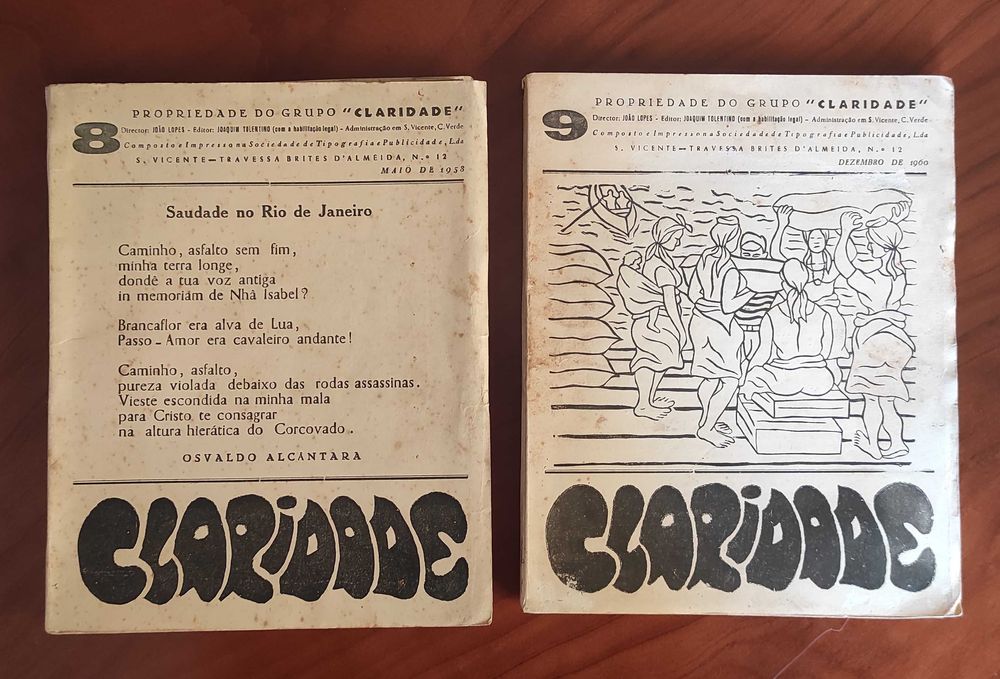 8
PROPRIEDADE DO GRUPO "CLARIDADE"
Director: JOÃO LOPES - Editor: JOAQUIM TOLENTINO (com a habilitação legal) - Administração em S. Vicente, C. Verde
Composto e Impresso na Sociedade de Tipografia e Publicidade, L.da
S. VICENTE — TRAVESSA BRITES D'ALMEIDA, N.º 12
MAIO DE 1958
Saudade no Rio de Janeiro
Caminho, asfalto sem fim,
minha terra longe,
donde a tua voz antiga
in memoriam de Nhà Isabel?
Brancaflor era alva de Lua,
Passo-Amor era cavaleiro andante!
Caminho, asfalto,
pureza violada debaixo das rodas assassinas.
Vieste escondida na minha mala
para Cristo te consagrar
na altura hierática do Corcovado.
OSVALDO ALCÂNTARA
CLARIDADE
9
PROPRIEDADE DO GRUPO "CLARIDADE"
Director: JOÃO LOPES - Editor: JOAQUIM TOLENTINO (com a habilitação legal) - Administração em S. Vicente, C. Verde
Composto e Impresso na Sociedade de Tipografia e Publicidade, L.da
S. VICENTE — TRAVESSA BRITES D'ALMEIDA, N.º 12
DEZEMBRO DE 1960
CLARIDADE